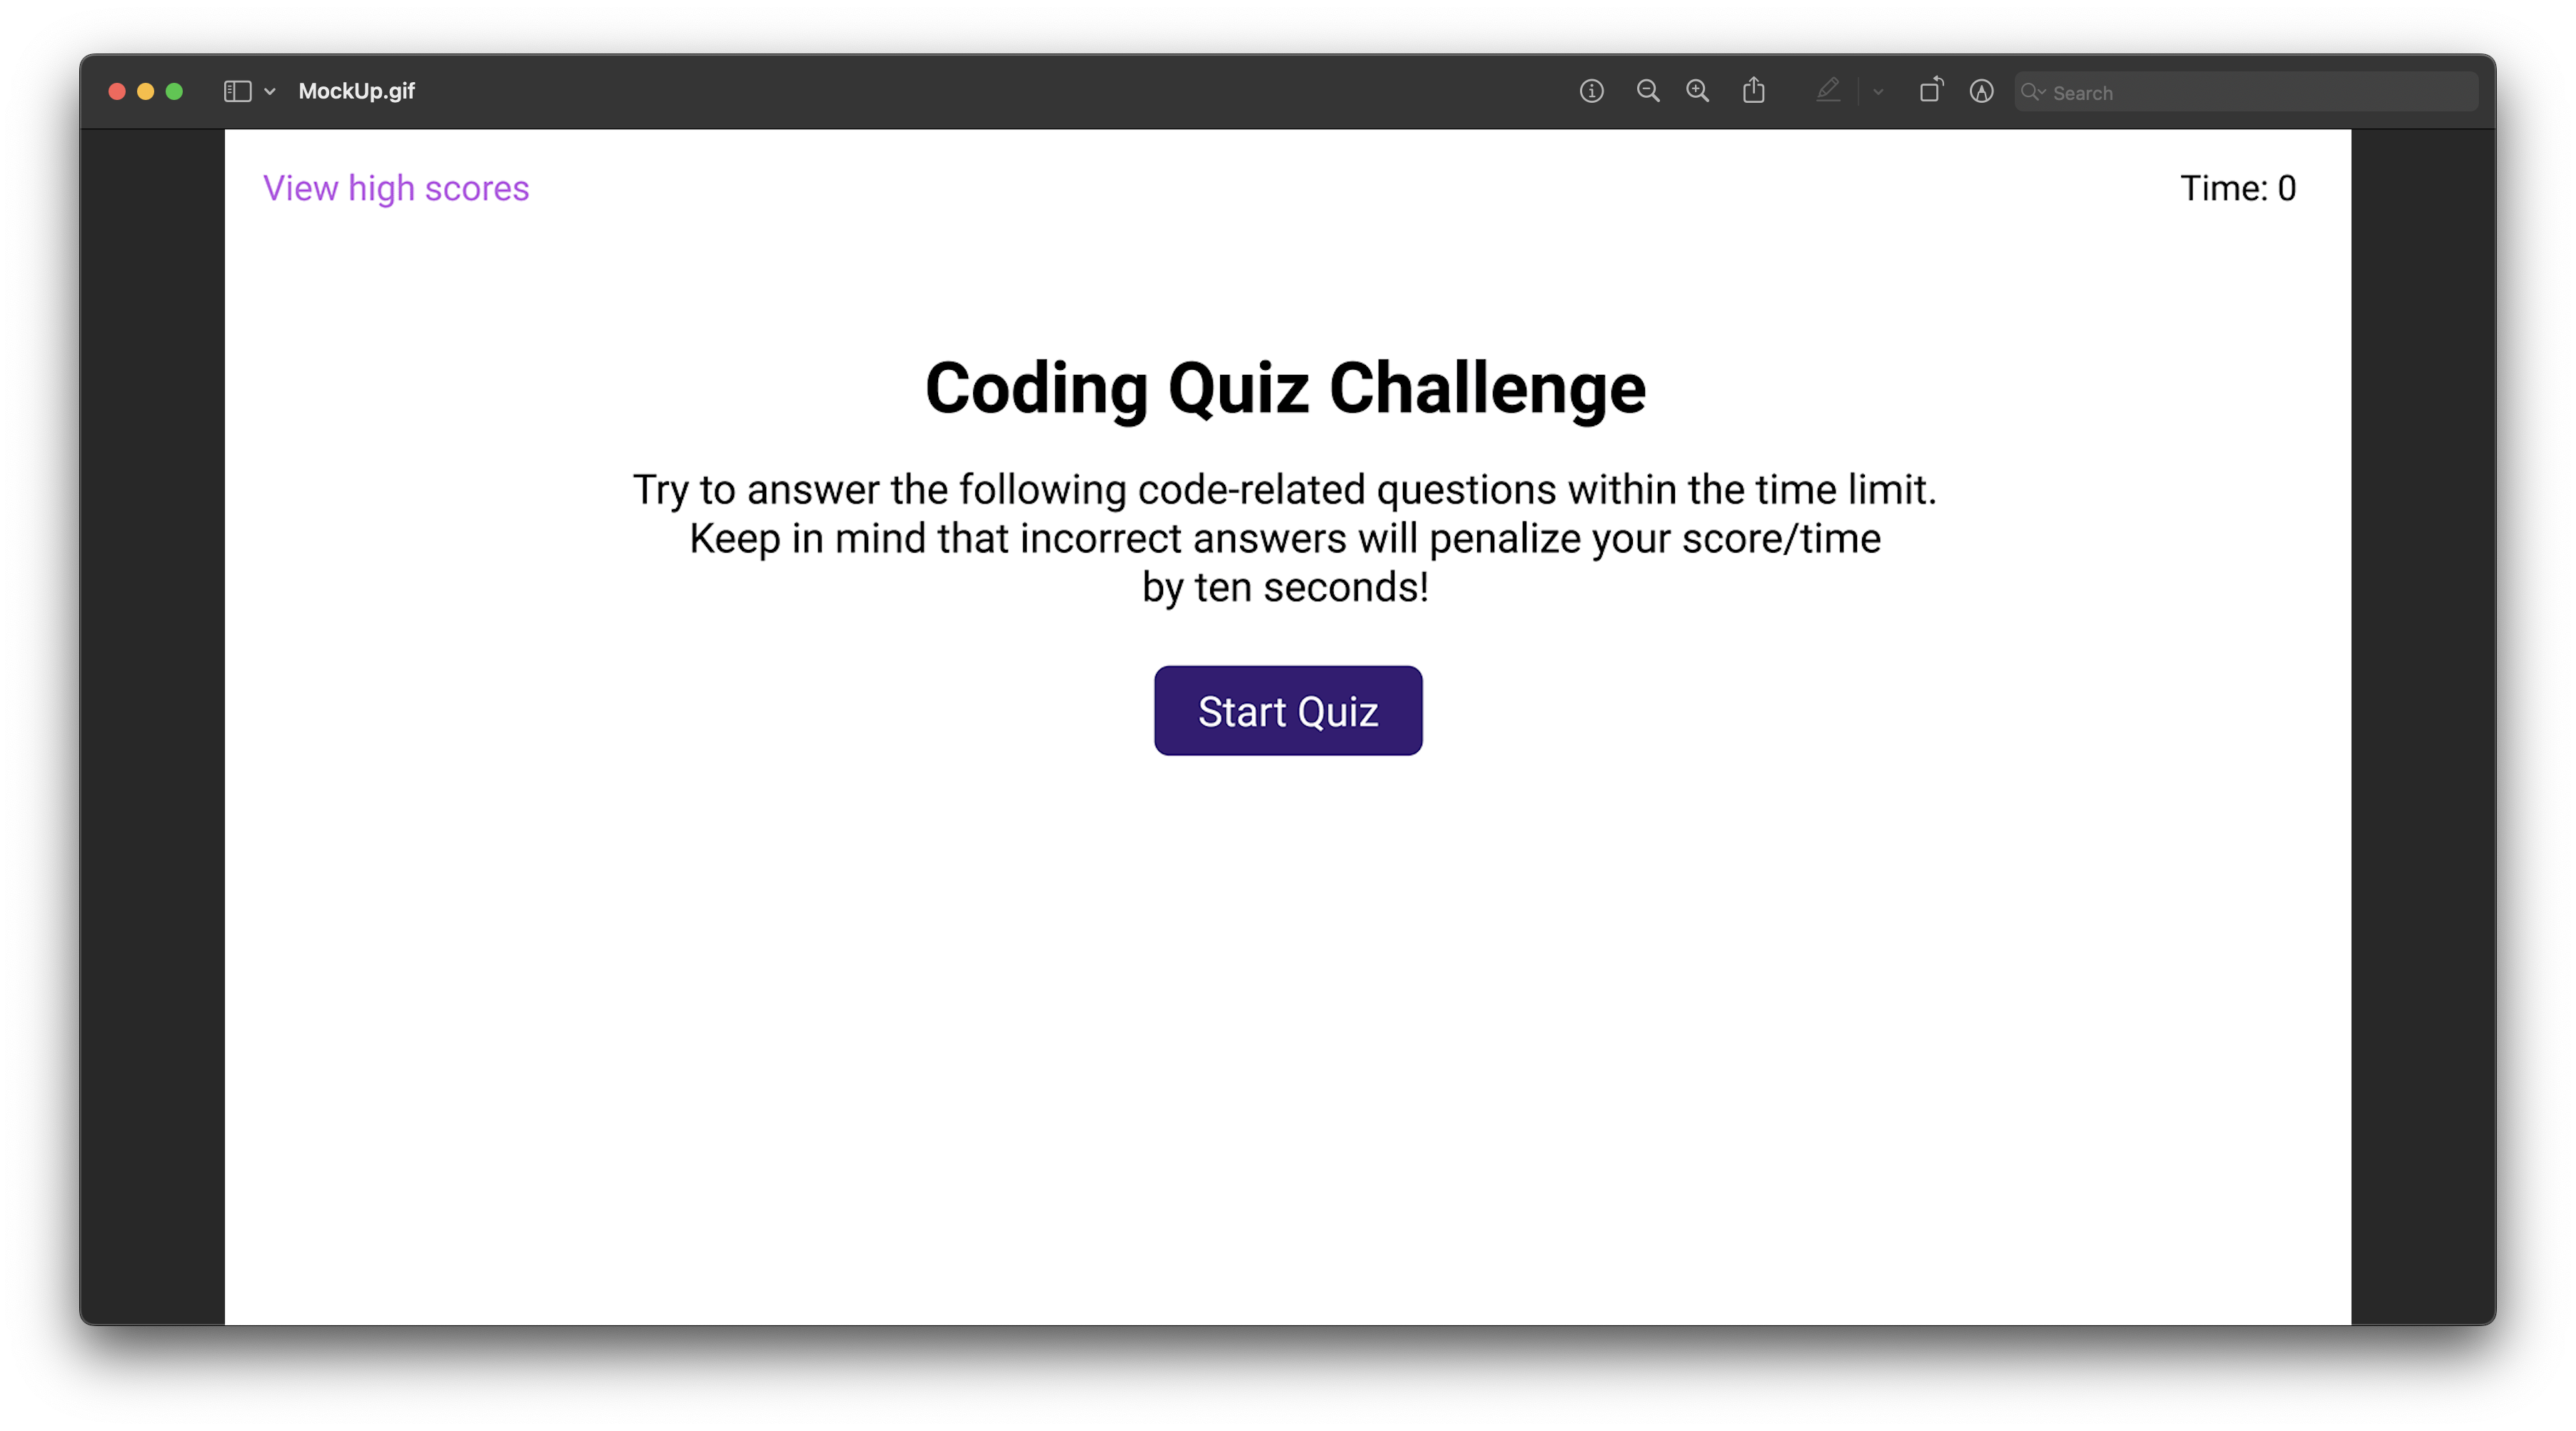 MockUp.gif
Search
View high scores
Time: 0
Coding Quiz Challenge
Try to answer the following code-related questions within the time limit.
Keep in mind that incorrect answers will penalize your score/time
by ten seconds!
Start Quiz